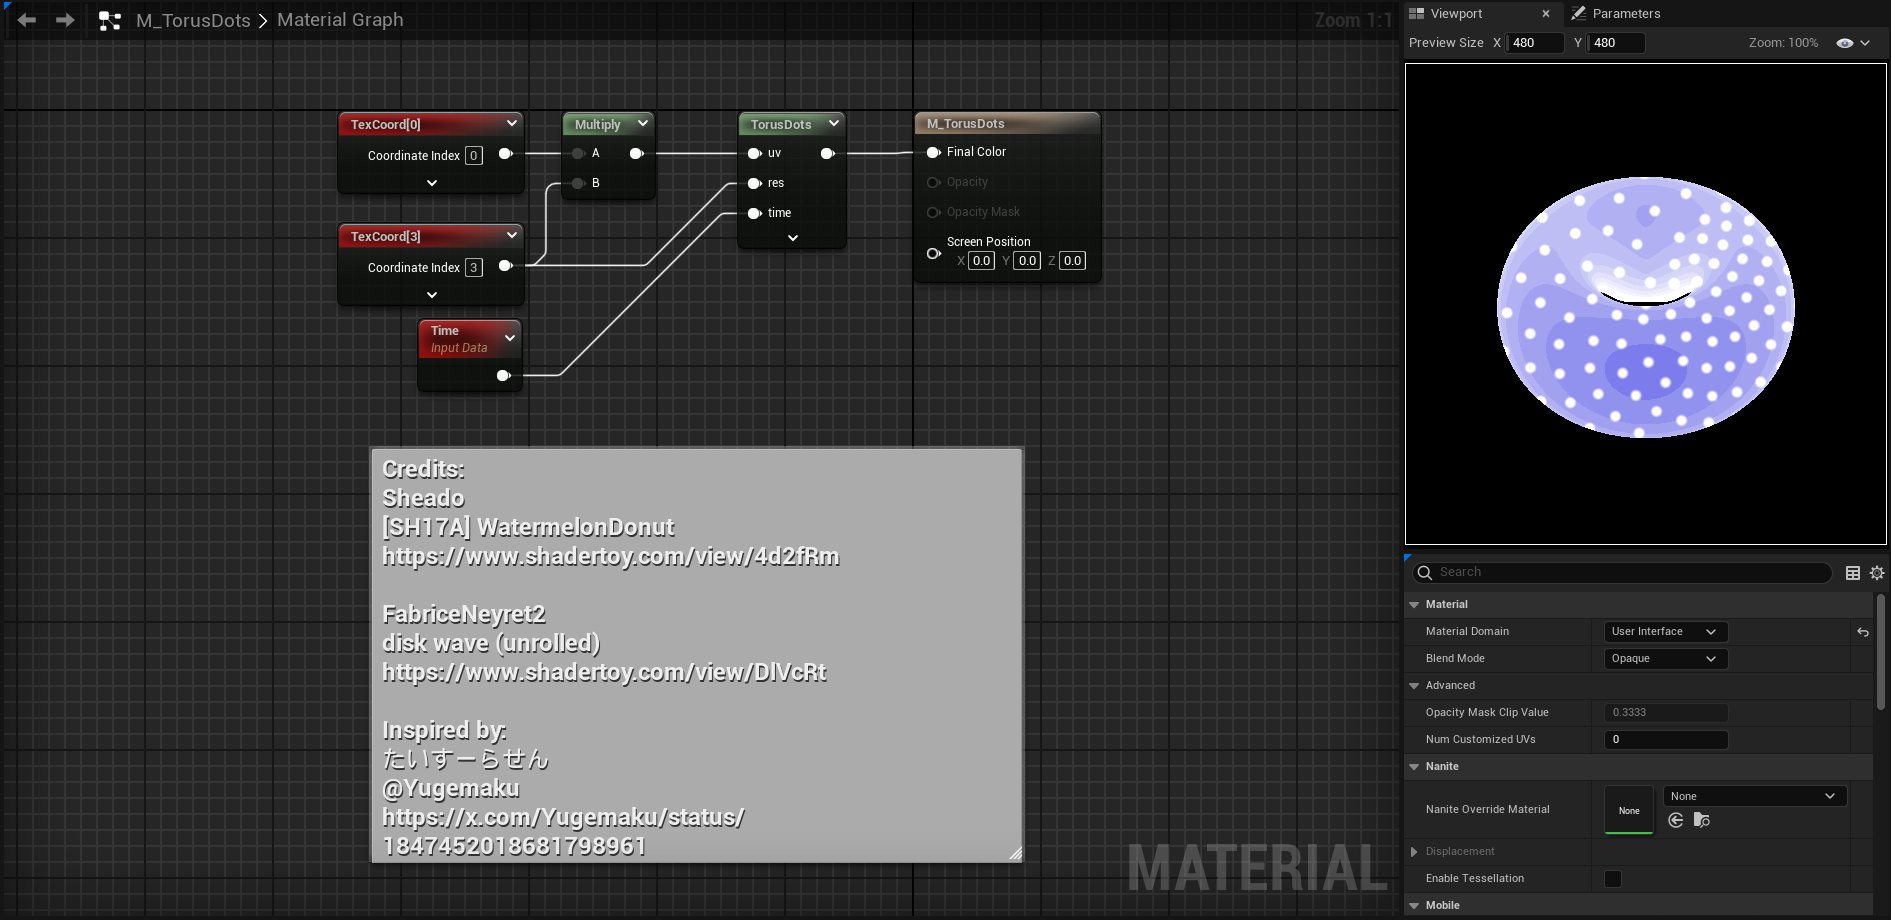 M_TorusDots > Material Graph
Zoom 1:1
TexCoord[0]
Coordinate Index 0
TexCoord[3]
Coordinate Index 3
Time
Input Data
Multiply
A
B
TorusDots
uv
res
time
M_TorusDots
Final Color
Opacity
Opacity Mask
Screen Position
X 0.0 Y 0.0 Z 0.0
Credits:
Sheado
[SH17A] WatermelonDonut
https://www.shadertoy.com/view/4d2fRm
FabriceNeyret2
disk wave (unrolled)
https://www.shadertoy.com/view/DlVcRt
Inspired by:
たいすーらせん
@Yugemaku
https://x.com/Yugemaku/status/
1847452018681798961
MATERIAL
Viewport
Parameters
Preview Size X 480 Y 480 Zoom: 100%
Search
Material
Material Domain User Interface
Blend Mode Opaque
Advanced
Opacity Mask Clip Value 0.3333
Num Customized UVs 0
Nanite
Nanite Override Material None None
Displacement
Enable Tessellation
Mobile